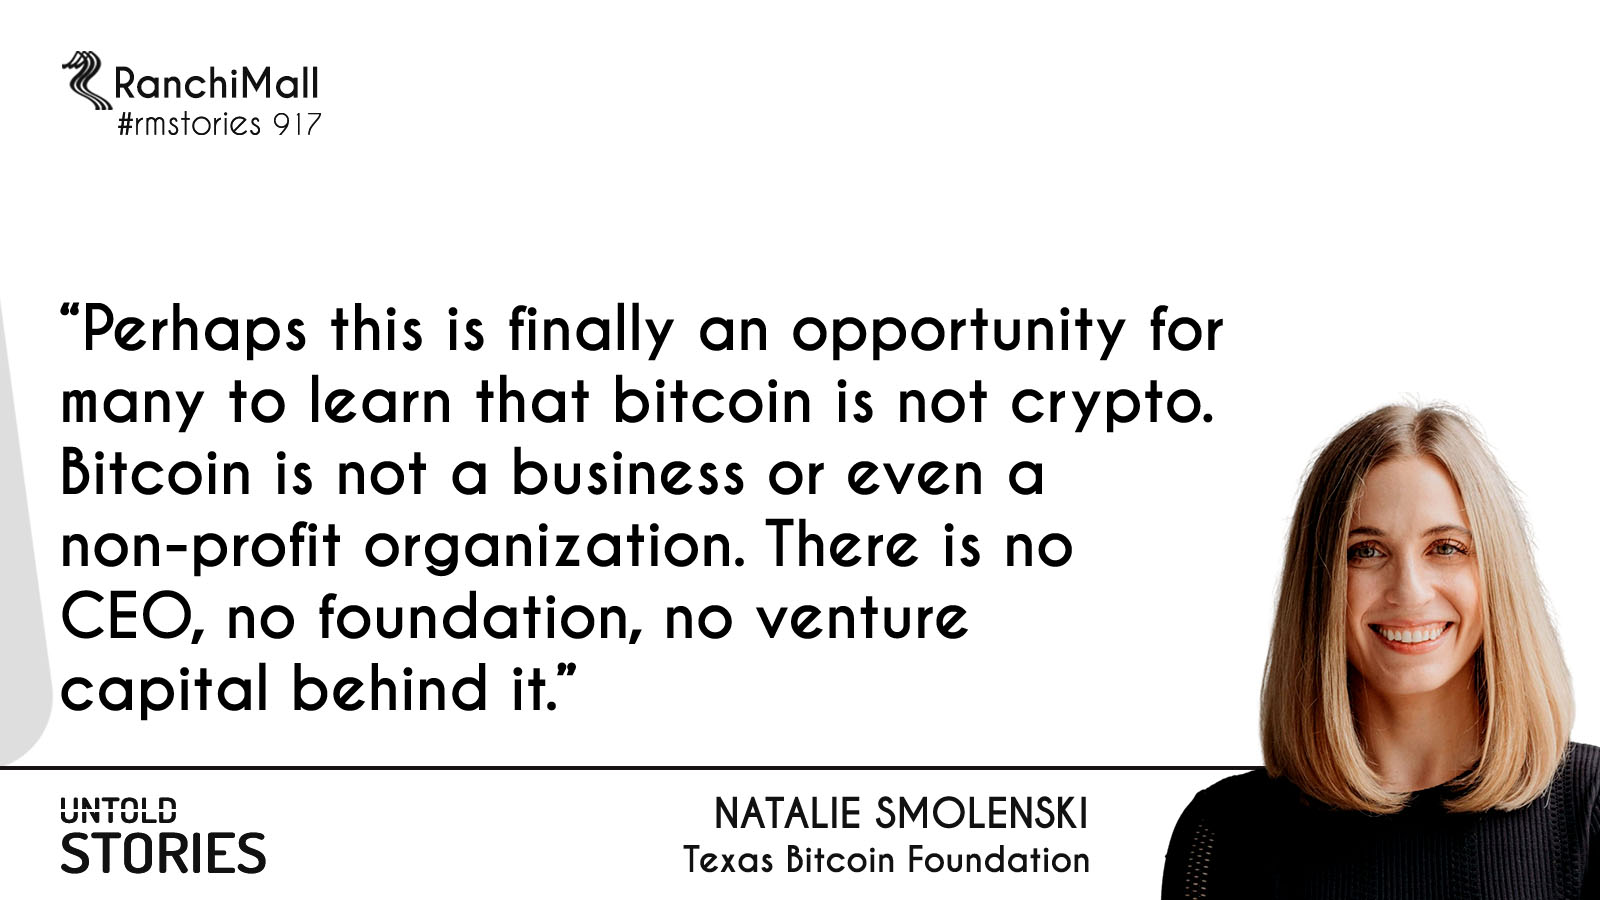 RanchiMall
#rmstories 917
“Perhaps this is finally an opportunity for
many to learn that bitcoin is not crypto.
Bitcoin is not a business or even a
non-profit organization. There is no
CEO, no foundation, no venture
capital behind it.”
UNTOLD
STORIES
NATALIE SMOLENSKI
Texas Bitcoin Foundation